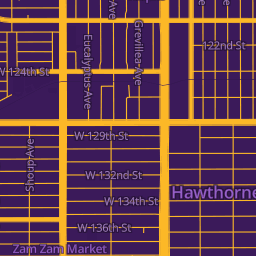 Ave
Grevillea Ave
Eucalyptus Ave
122nd St
W 124th St
W 129th St
Shoup Ave
W 132nd St
Hawthorne
W 134th St
W 136th St
Zam Zam Market